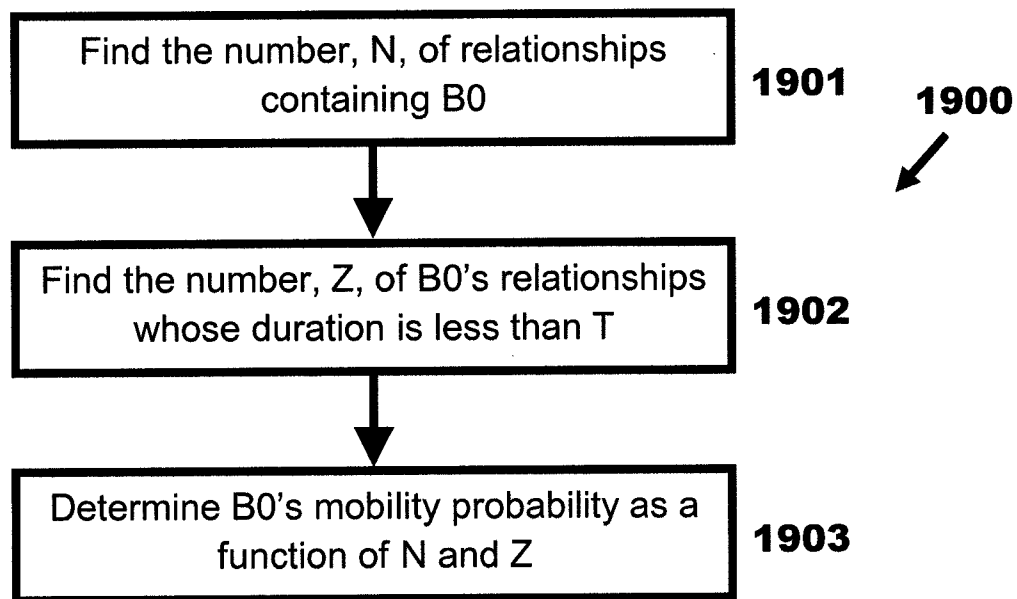 Find the number, N, of relationships
containing B0
1901
1900
Find the number, Z, of B0's relationships
whose duration is less than T
1902
Determine B0's mobility probability as a
function of N and Z
1903